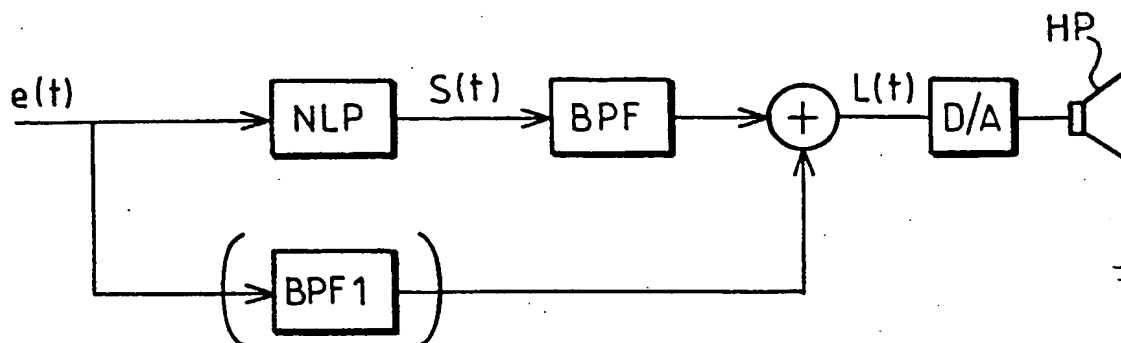 HP
e(t)
NLP
S(t)
BPF
+
L(t)
D/A
BPF1